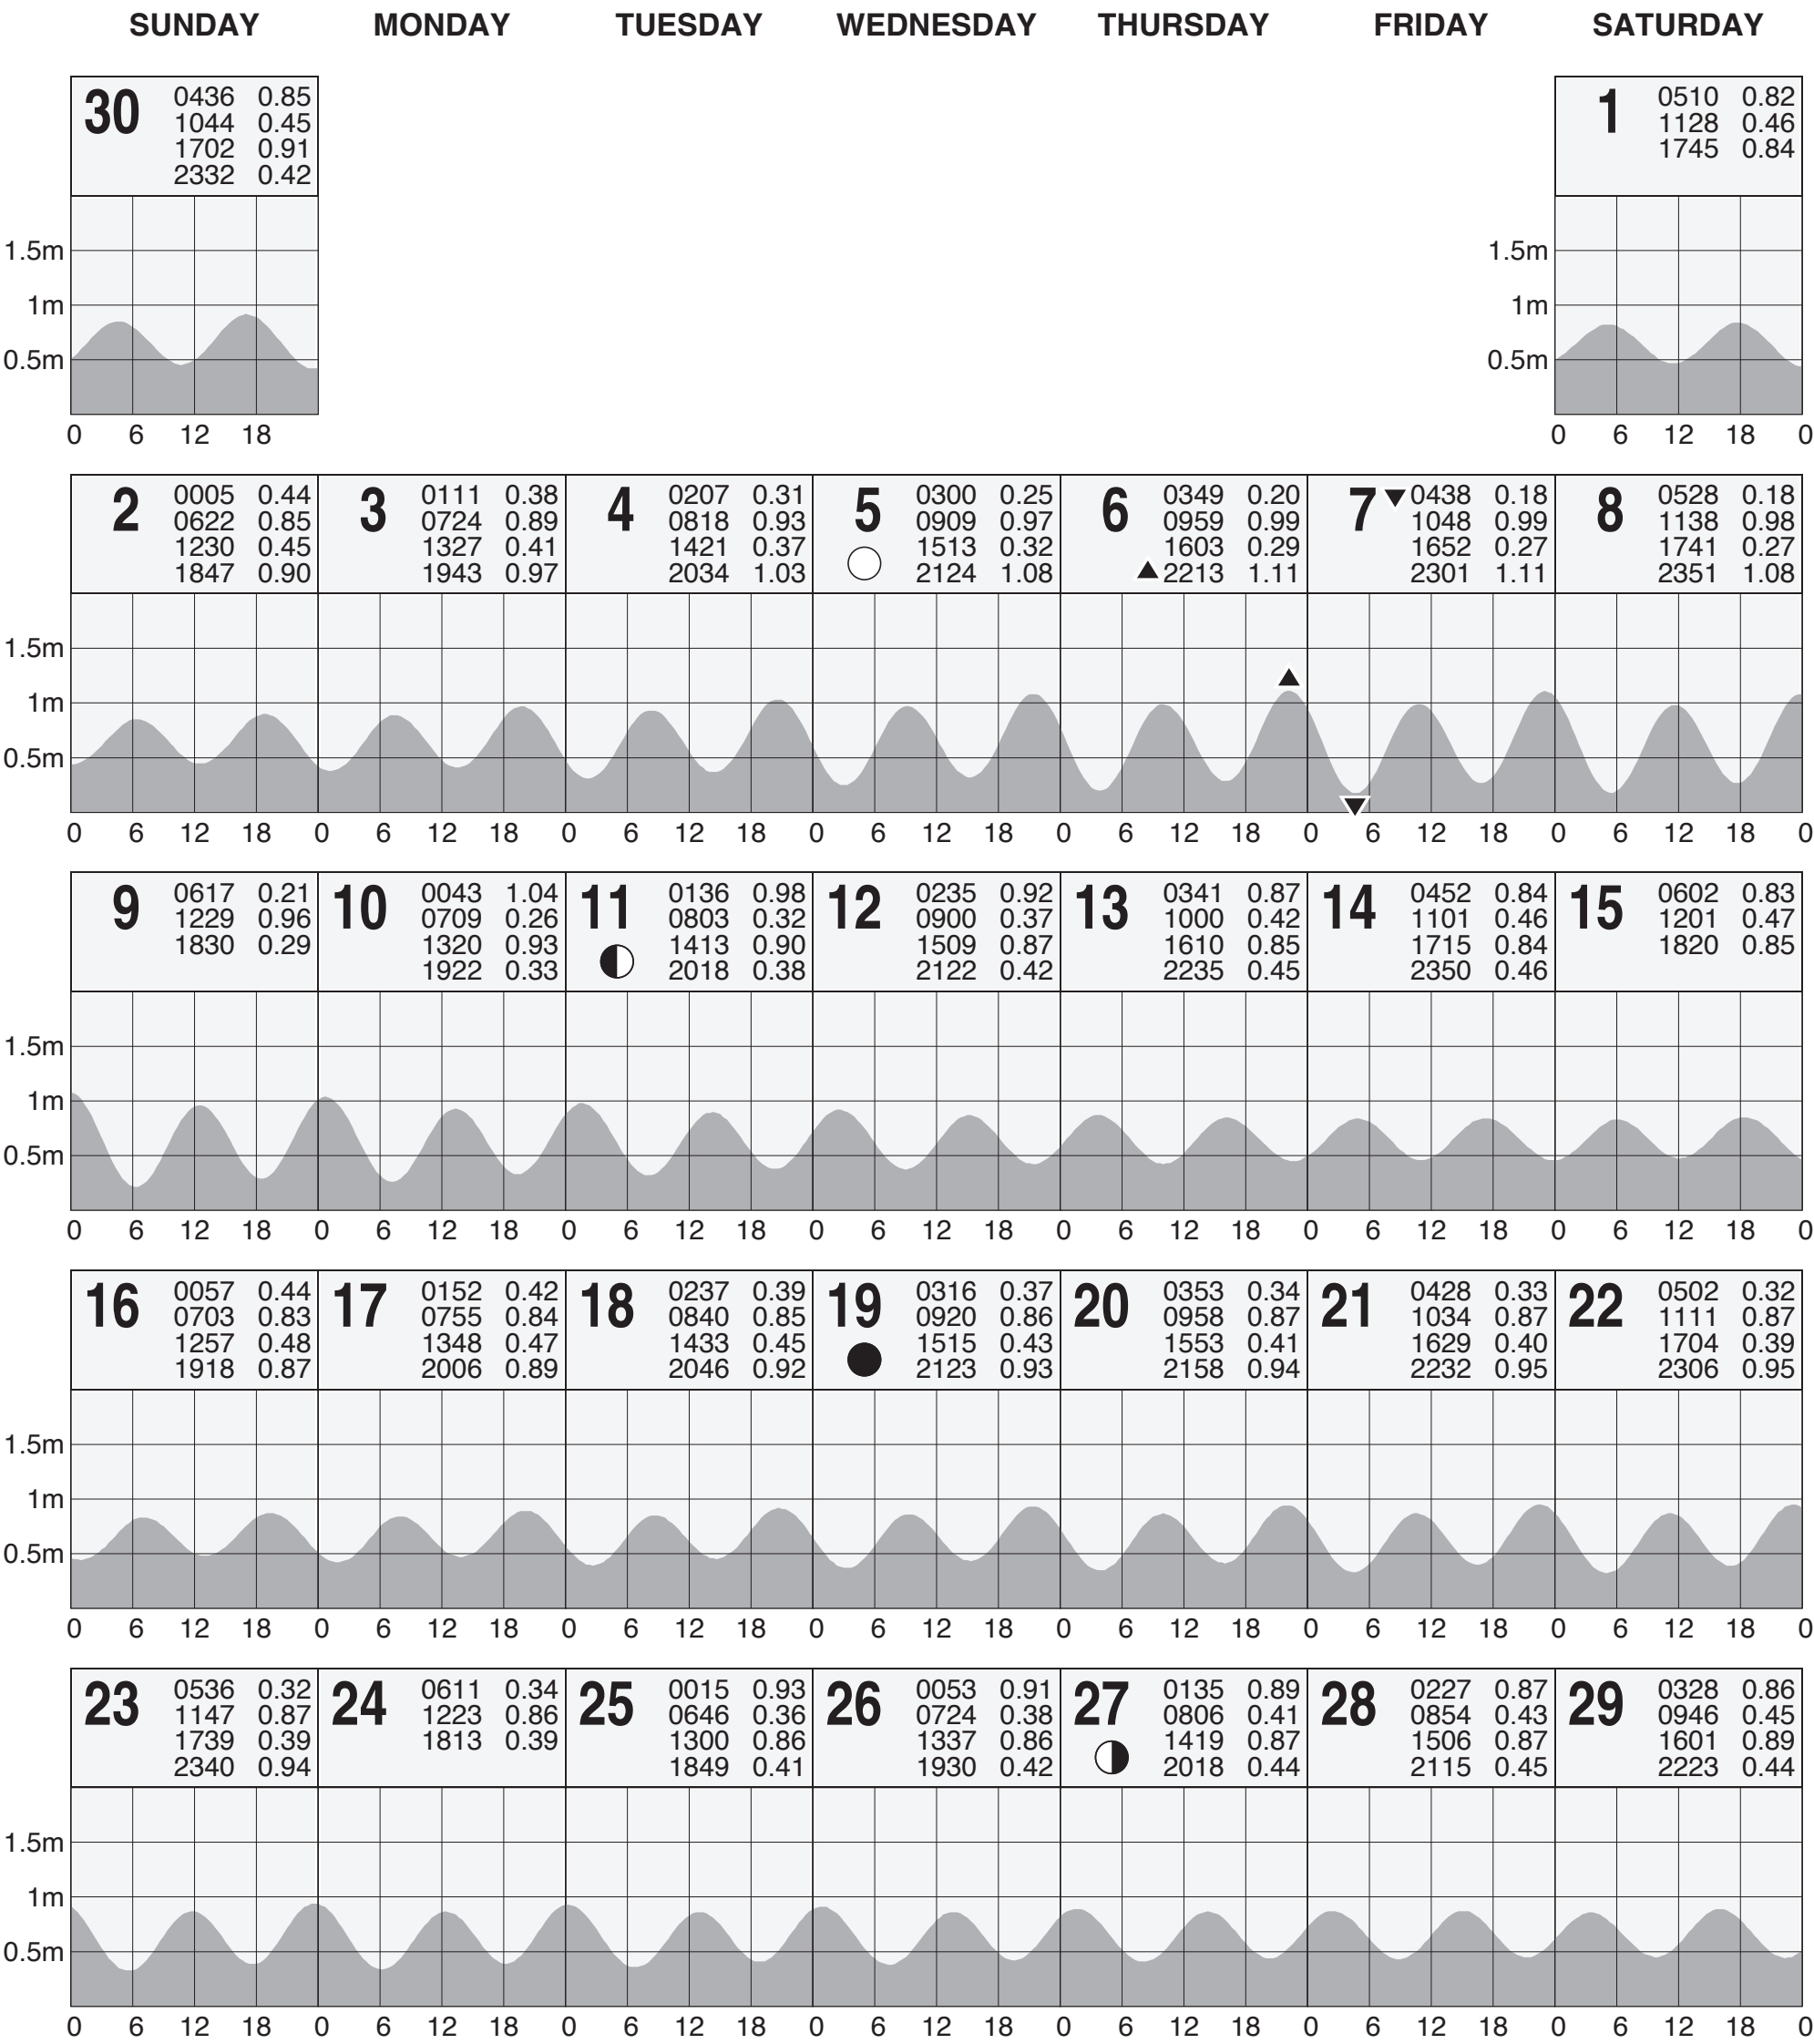 SUNDAY MONDAY TUESDAY WEDNESDAY THURSDAY FRIDAY SATURDAY
30 0436 0.85
1044 0.45
1702 0.91
2332 0.42
1 0510 0.82
1128 0.46
1745 0.84
1.5m 1.5m
1m 1m
0.5m 0.5m
0 6 12 18 0 6 12 18 0
2 0005 0.44
0622 0.85
1230 0.45
1847 0.90
3 0111 0.38
0724 0.89
1327 0.41
1943 0.97
4 0207 0.31
0818 0.93
1421 0.37
2034 1.03
5 0300 0.25
0909 0.97
1513 0.32
2124 1.08
6 0349 0.20
0959 0.99
1603 0.29
▲2213 1.11
7 ▼0438 0.18
1048 0.99
1652 0.27
2301 1.11
8 0528 0.18
1138 0.98
1741 0.27
2351 1.08
1.5m
1m
0.5m
0 6 12 18 0 6 12 18 0 6 12 18 0 6 12 18 0 6 12 18 0 6 12 18 0 6 12 18 0
9 0617 0.21
1229 0.96
1830 0.29
10 0043 1.04
0709 0.26
1320 0.93
1922 0.33
11 0136 0.98
0803 0.32
1413 0.90
2018 0.38
12 0235 0.92
0900 0.37
1509 0.87
2122 0.42
13 0341 0.87
1000 0.42
1610 0.85
2235 0.45
14 0452 0.84
1101 0.46
1715 0.84
2350 0.46
15 0602 0.83
1201 0.47
1820 0.85
1.5m
1m
0.5m
0 6 12 18 0 6 12 18 0 6 12 18 0 6 12 18 0 6 12 18 0 6 12 18 0 6 12 18 0
16 0057 0.44
0703 0.83
1257 0.48
1918 0.87
17 0152 0.42
0755 0.84
1348 0.47
2006 0.89
18 0237 0.39
0840 0.85
1433 0.45
2046 0.92
19 0316 0.37
0920 0.86
1515 0.43
2123 0.93
20 0353 0.34
0958 0.87
1553 0.41
2158 0.94
21 0428 0.33
1034 0.87
1629 0.40
2232 0.95
22 0502 0.32
1111 0.87
1704 0.39
2306 0.95
1.5m
1m
0.5m
0 6 12 18 0 6 12 18 0 6 12 18 0 6 12 18 0 6 12 18 0 6 12 18 0 6 12 18 0
23 0536 0.32
1147 0.87
1739 0.39
2340 0.94
24 0611 0.34
1223 0.86
1813 0.39
25 0015 0.93
0646 0.36
1300 0.86
1849 0.41
26 0053 0.91
0724 0.38
1337 0.86
1930 0.42
27 0135 0.89
0806 0.41
1419 0.87
2018 0.44
28 0227 0.87
0854 0.43
1506 0.87
2115 0.45
29 0328 0.86
0946 0.45
1601 0.89
2223 0.44
1.5m
1m
0.5m
0 6 12 18 0 6 12 18 0 6 12 18 0 6 12 18 0 6 12 18 0 6 12 18 0 6 12 18 0